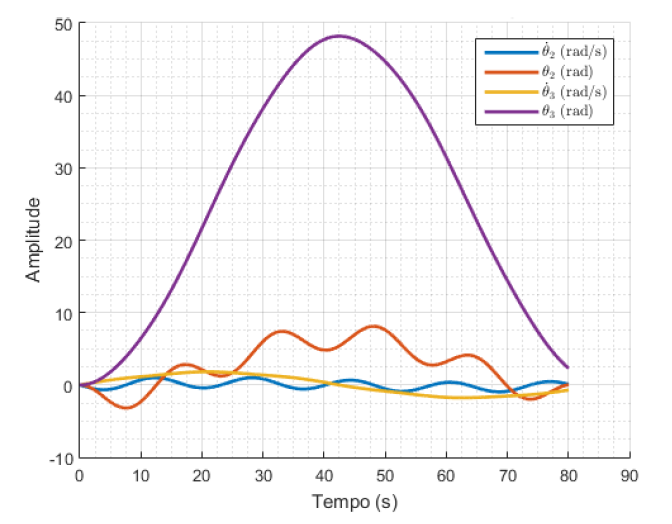 50
40
30
20
10
0
-10
0 10 20 30 40 50 60 70 80 90
Amplitude
Tempo (s)
θ̇₂ (rad/s)
θ₂ (rad)
θ̇₃ (rad/s)
θ₃ (rad)